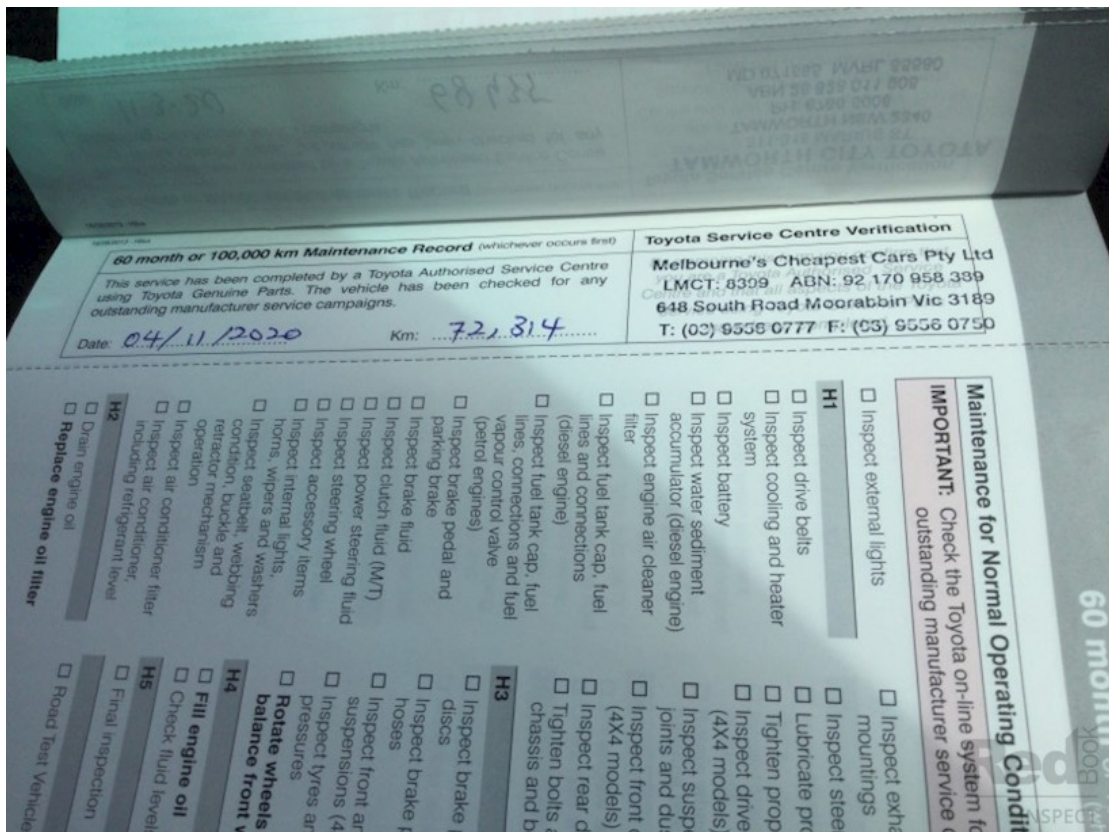 60 month or 100,000 km Maintenance Record (whichever occurs first)
This service has been completed by a Toyota Authorised Service Centre
using Toyota Genuine Parts. The vehicle has been checked for any
outstanding manufacturer service campaigns.
Date: 04/11/2020 Km: 72,314
Toyota Service Centre Verification
Melbourne's Cheapest Cars Pty Ltd
LMCT: 8399 ABN: 92 170 958 389
648 South Road Moorabbin Vic 3189
T: (03) 9556 0777 F: (03) 9556 0750
60 month
Maintenance for Normal Operating Condi
IMPORTANT: Check the Toyota on-line system fo
outstanding manufacturer service c
☐ Inspect external lights
H1
☐ Inspect drive belts
☐ Inspect cooling and heater
system
☐ Inspect battery
☐ Inspect water sediment
accumulator (diesel engine)
☐ Inspect engine air cleaner
filter
☐ Inspect fuel tank cap, fuel
lines and connections
(diesel engine)
☐ Inspect fuel tank cap, fuel
lines, connections and fuel
vapour control valve
(petrol engines)
☐ Inspect brake pedal and
parking brake
☐ Inspect brake fluid
☐ Inspect clutch fluid (M/T)
☐ Inspect power steering fluid
☐ Inspect steering wheel
☐ Inspect accessory items
☐ Inspect internal lights,
horns, wipers and washers
☐ Inspect seatbelt, webbing
condition, buckle and
retractor mechanism
operation
☐ Inspect air conditioner filter
☐ Inspect air conditioner,
including refrigerant level
H2
☐ Drain engine oil
☐ Replace engine oil filter
☐ Inspect exha
mountings
☐ Inspect stee
☐ Lubricate pro
☐ Tighten prop
☐ Inspect drive
(4X4 models)
☐ Inspect susp
joints and dus
☐ Inspect front d
(4X4 models)
☐ Inspect rear d
☐ Tighten bolts a
chassis and b
H3
☐ Inspect brake
discs
☐ Inspect brake p
hoses
☐ Inspect front an
suspensions (4
☐ Inspect tyres an
pressures
☐ Rotate wheels
balance front w
H4
☐ Fill engine oil
☐ Check fluid level
H5
☐ Final inspection
☐ Road Test Vehicle
RedBook
INSPECT